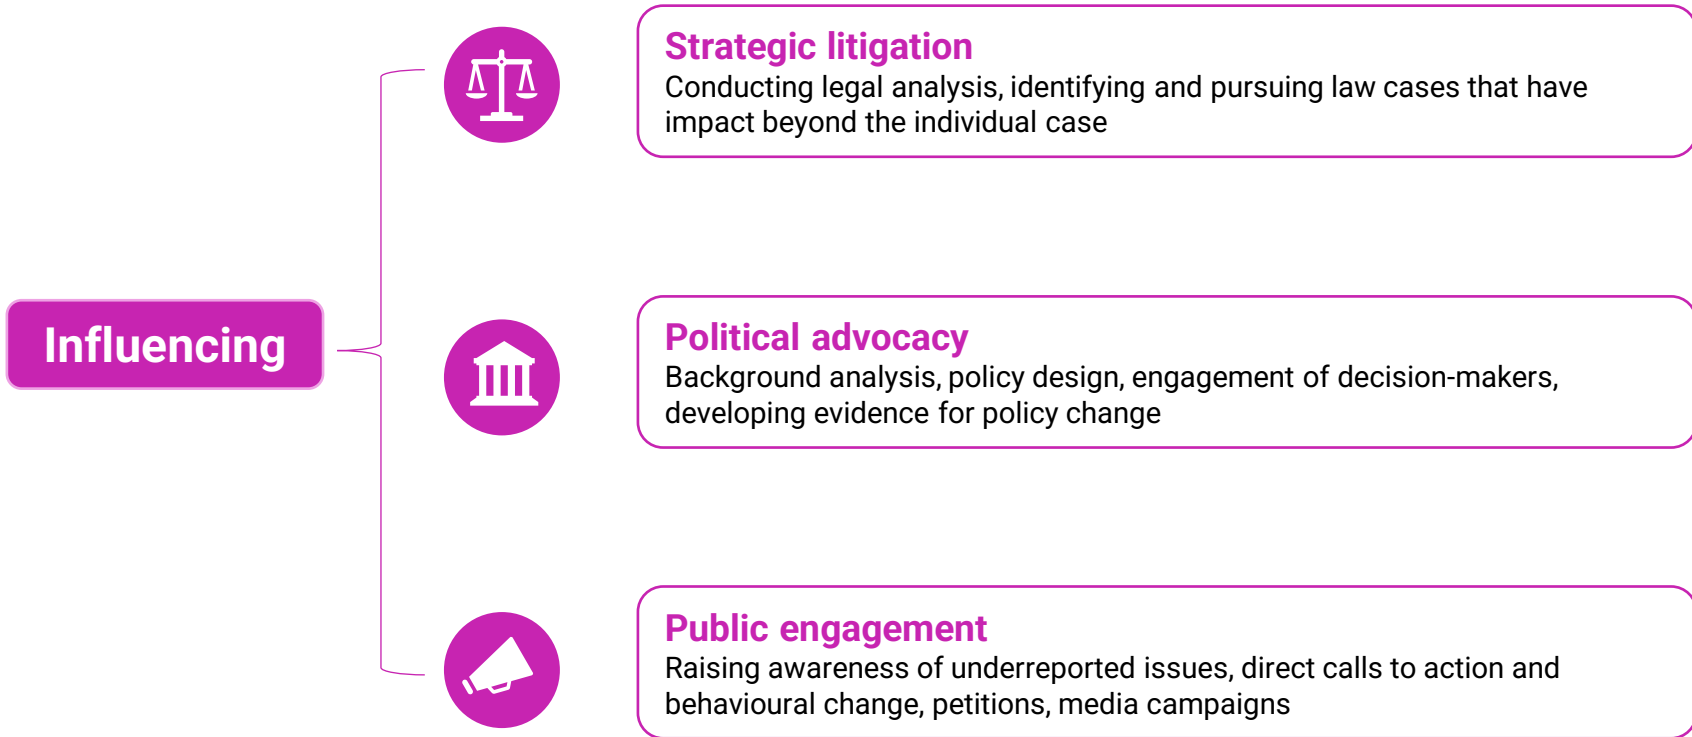 Strategic litigation
Conducting legal analysis, identifying and pursuing law cases that have
impact beyond the individual case
Influencing
Political advocacy
Background analysis, policy design, engagement of decision-makers,
developing evidence for policy change
Public engagement
Raising awareness of underreported issues, direct calls to action and
behavioural change, petitions, media campaigns